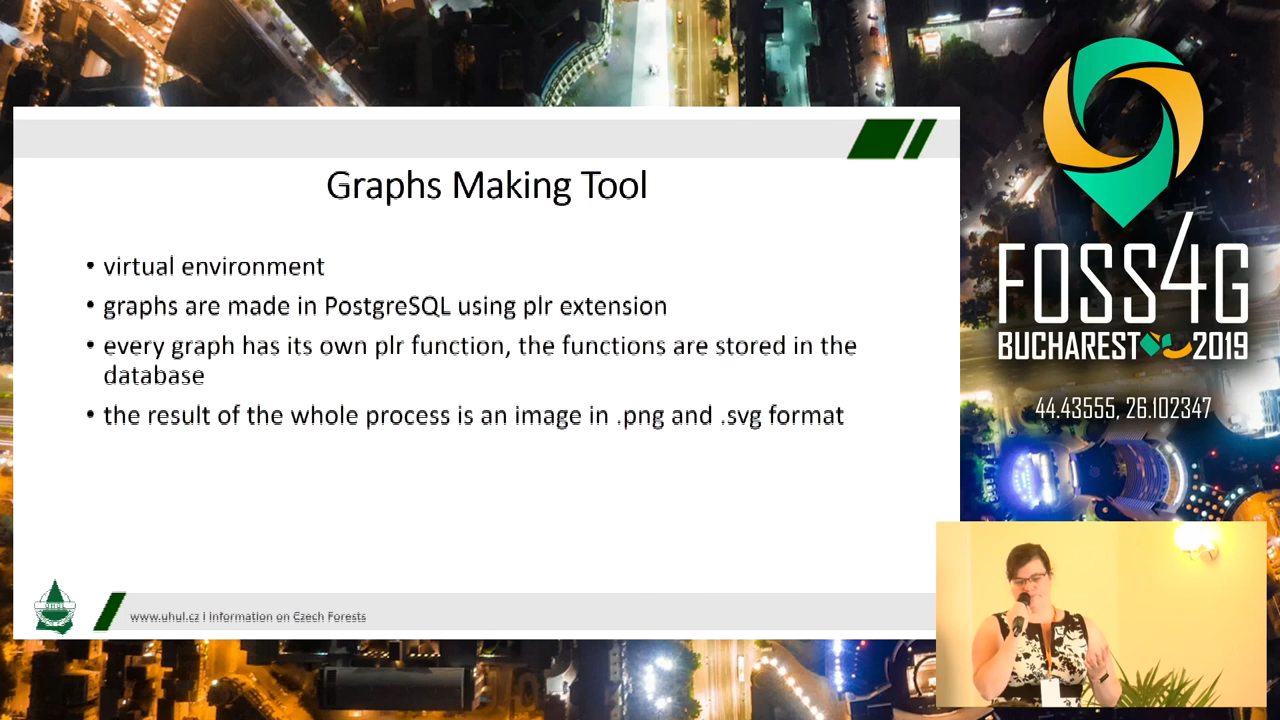 Graphs Making Tool
• virtual environment
• graphs are made in PostgreSQL using plr extension
• every graph has its own plr function, the functions are stored in the
database
• the result of the whole process is an image in .png and .svg format
UHUL
www.uhul.cz I Information on Czech Forests
FOSS4G
BUCHAREST 2019
44.43555, 26.102347